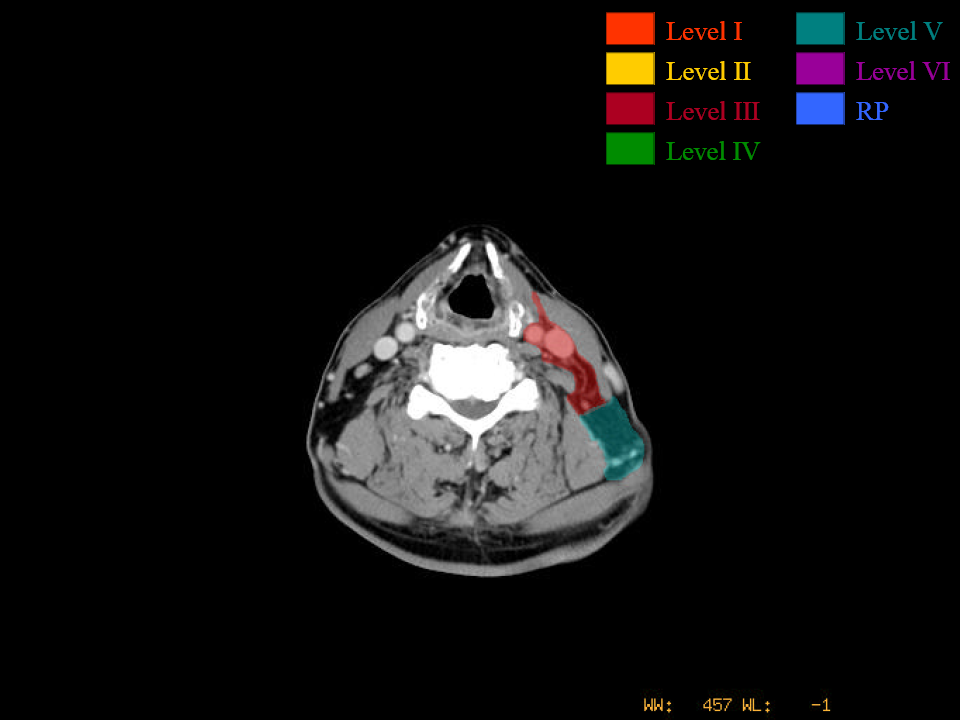 Level I
Level II
Level III
Level IV
Level V
Level VI
RP
WW: 457 WL: -1